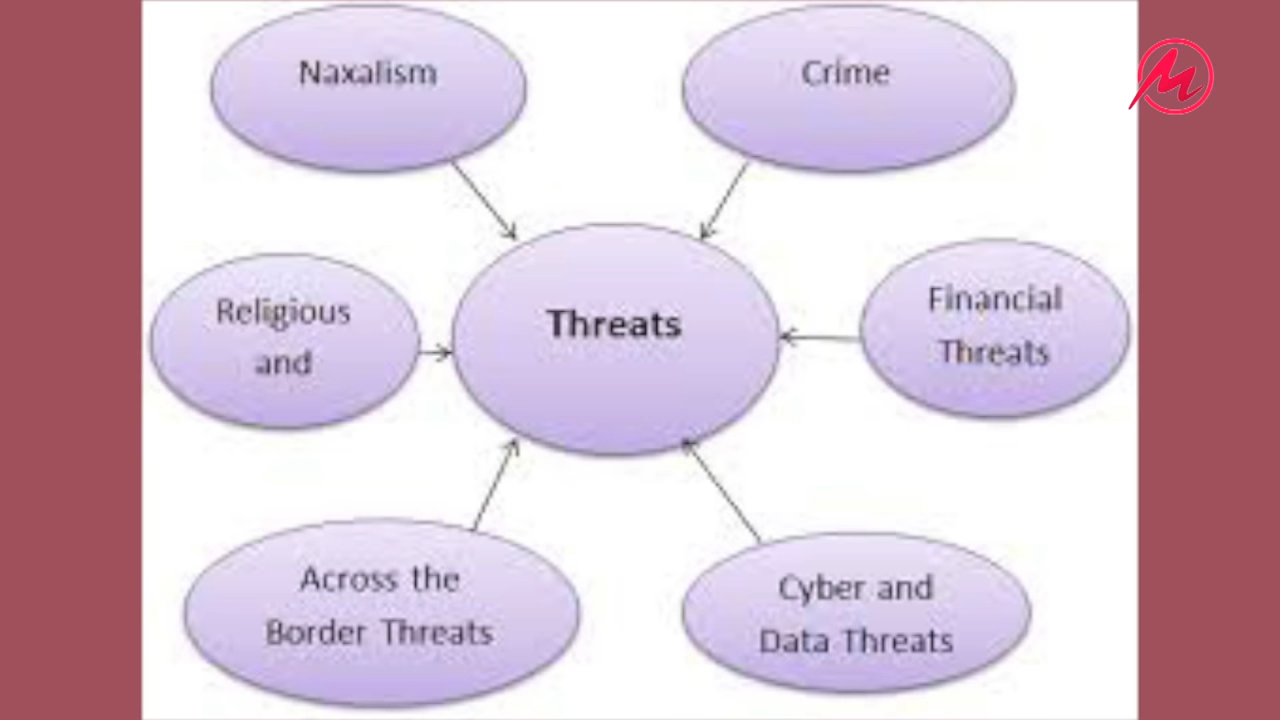 Naxalism
Crime
Religious
and
Threats
Financial
Threats
Across the
Border Threats
Cyber and
Data Threats